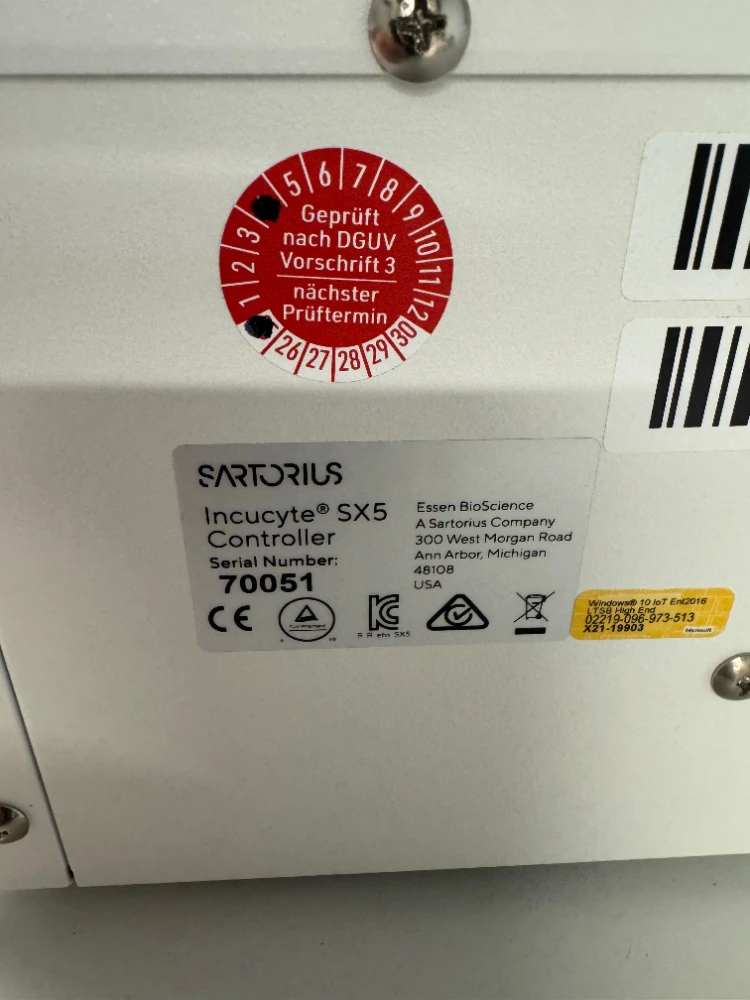 1 2 3 5 6 7 8 9 10 11 12
Geprüft
nach DGUV
Vorschrift 3
nächster
Prüftermin
26 27 28 29 30
SARTORIUS
Incucyte® SX5
Controller
Serial Number:
70051
Essen BioScience
A Sartorius Company
300 West Morgan Road
Ann Arbor, Michigan
48108
USA
CE
SX5
Windows® 10 IoT Ent2016
LTSB High End
02219-096-973-513
X21-19903
Microsoft